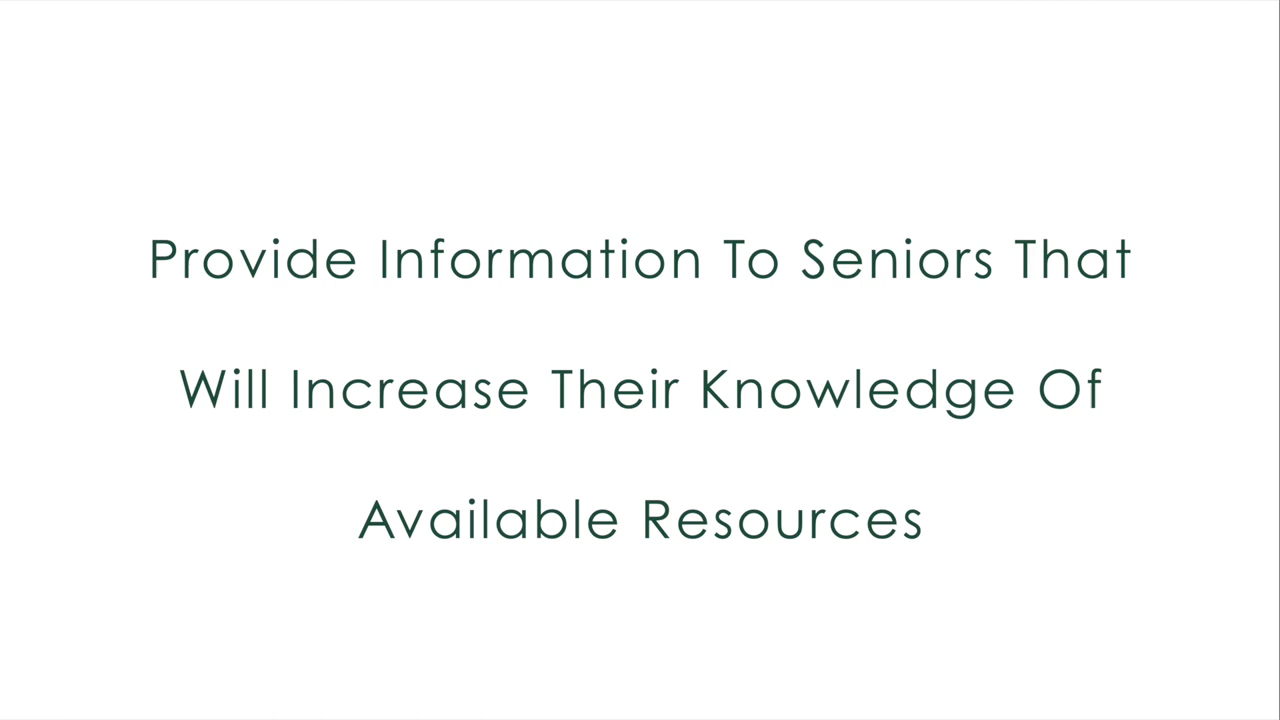 Provide Information To Seniors That
Will Increase Their Knowledge Of
Available Resources